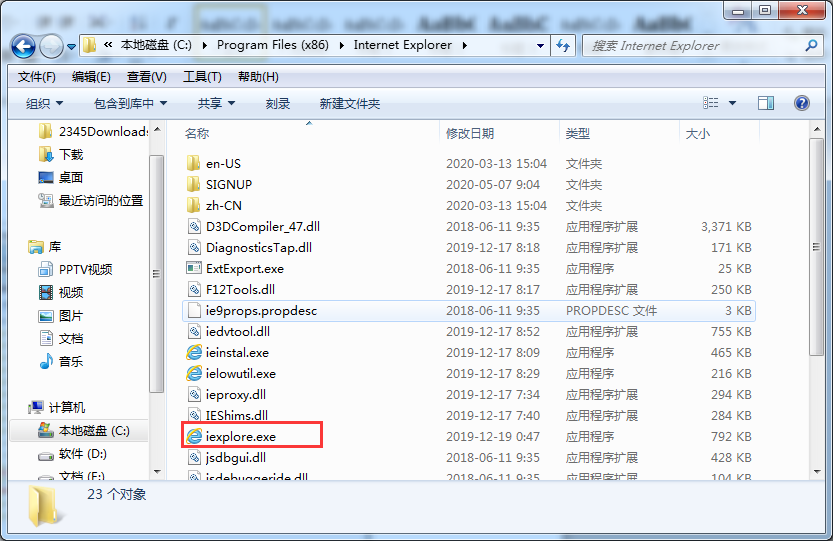 « 本地磁盘 (C:) ▸ Program Files (x86) ▸ Internet Explorer ▸ 搜索 Internet Explorer
文件(F) 编辑(E) 查看(V) 工具(T) 帮助(H)
组织 包含到库中 共享 刻录 新建文件夹
2345Downloads
下载
桌面
最近访问的位置
库
PPTV视频
视频
图片
文档
音乐
计算机
本地磁盘 (C:)
软件 (D:)
文档 (E:)
名称 修改日期 类型 大小
en-US 2020-03-13 15:04 文件夹
SIGNUP 2020-05-07 9:04 文件夹
zh-CN 2020-03-13 15:04 文件夹
D3DCompiler_47.dll 2018-06-11 9:35 应用程序扩展 3,371 KB
DiagnosticsTap.dll 2019-12-17 8:18 应用程序扩展 171 KB
ExtExport.exe 2018-06-11 9:35 应用程序 25 KB
F12Tools.dll 2019-12-17 8:17 应用程序扩展 250 KB
ie9props.propdesc 2018-06-11 9:35 PROPDESC 文件 3 KB
iedvtool.dll 2019-12-17 8:52 应用程序扩展 755 KB
ieinstal.exe 2019-12-17 8:09 应用程序 465 KB
ielowutil.exe 2019-12-17 8:29 应用程序 216 KB
ieproxy.dll 2019-12-17 7:34 应用程序扩展 294 KB
IEShims.dll 2019-12-17 7:40 应用程序扩展 284 KB
iexplore.exe 2019-12-19 0:47 应用程序 792 KB
jsdbgui.dll 2018-06-11 9:35 应用程序扩展 428 KB
jsdebuggeride.dll 2018-06-11 9:35 应用程序扩展 104 KB
23 个对象